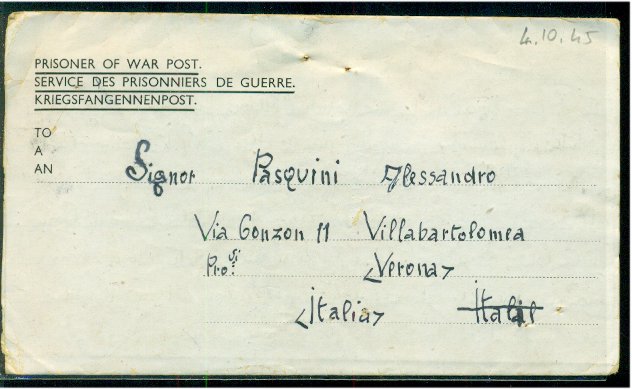 4.10.45
PRISONER OF WAR POST.
SERVICE DES PRISONNIERS DE GUERRE.
KRIEGSFANGENNENPOST.
TO
A
AN
Signor Pasquini Alessandro
Via Gonzon 11 Villabartolomea
Pro: <Verona>
<Italia>